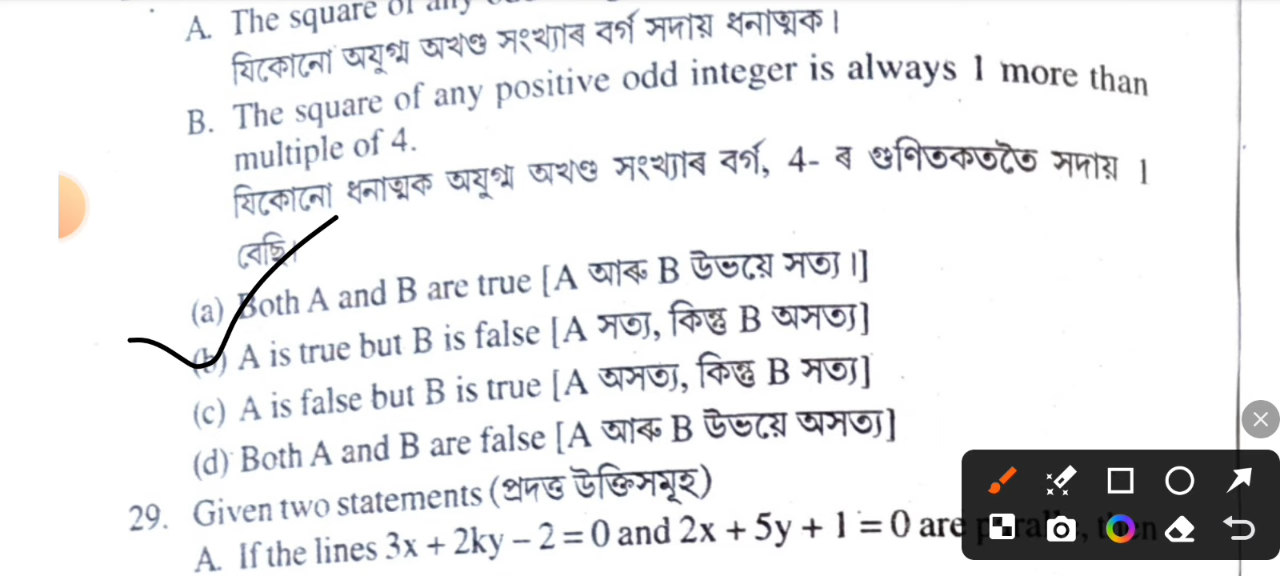 A. The square of any
যিকোনো অযুগ্ম অখণ্ড সংখ্যাৰ বৰ্গ সদায় ধনাত্মক।
B. The square of any positive odd integer is always 1 more than
multiple of 4.
যিকোনো ধনাত্মক অযুগ্ম অখণ্ড সংখ্যাৰ বৰ্গ, 4- ৰ গুণিতকতকৈ সদায় 1
বেছি।
(a) Both A and B are true [A আৰু B উভয়ে সত্য।]
(b) A is true but B is false [A সত্য, কিন্তু B অসত্য]
(c) A is false but B is true [A অসত্য, কিন্তু B সত্য]
(d) Both A and B are false [A আৰু B উভয়ে অসত্য]
29. Given two statements (প্ৰদত্ত উক্তিসমূহ)
A. If the lines 3x + 2ky – 2 = 0 and 2x + 5y + 1 = 0 are